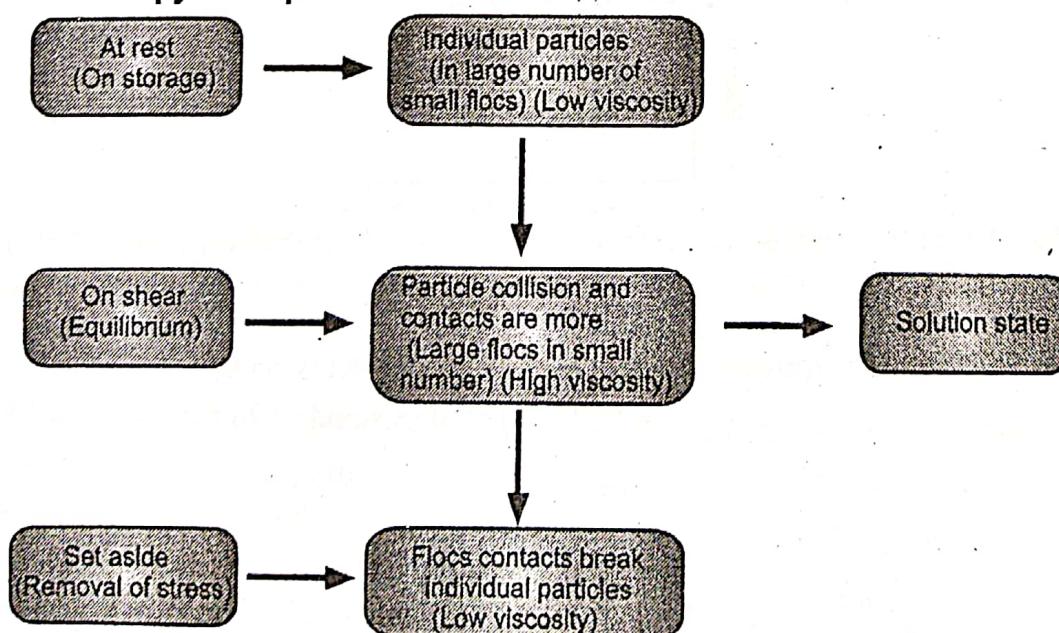 At rest
(On storage)
Individual particles
(In large number of
small flocs) (Low viscosity)
On shear
(Equilibrium)
Particle collision and
contacts are more
(Large flocs in small
number) (High viscosity)
Solution state
Set aside
(Removal of stress)
Flocs contacts break
individual particles
(Low viscosity)